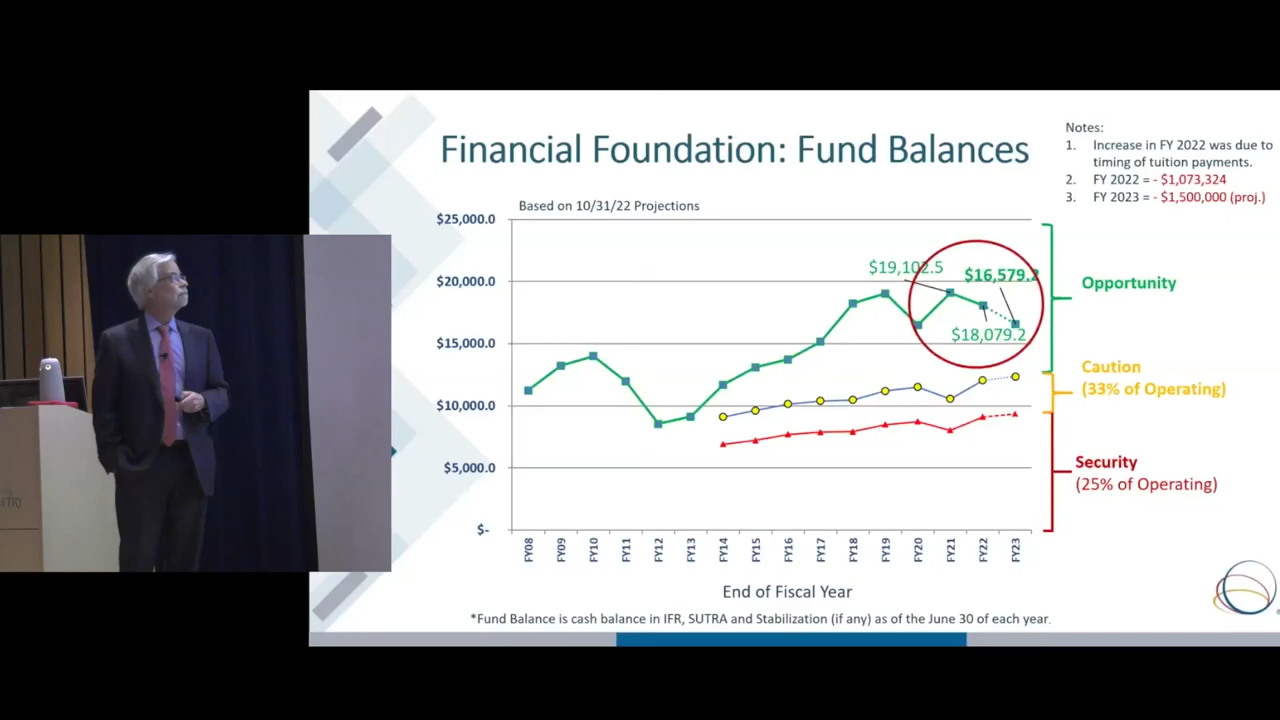 Financial Foundation: Fund Balances
Notes:
1. Increase in FY 2022 was due to
timing of tuition payments.
2. FY 2022 = - $1,073,324
3. FY 2023 = - $1,500,000 (proj.)
Based on 10/31/22 Projections
$25,000.0
$20,000.0
$15,000.0
$10,000.0
$5,000.0
$-
$19,102.5
$16,579.2
$18,079.2
Opportunity
Caution
(33% of Operating)
Security
(25% of Operating)
FY08
FY09
FY10
FY11
FY12
FY13
FY14
FY15
FY16
FY17
FY18
FY19
FY20
FY21
FY22
FY23
End of Fiscal Year
*Fund Balance is cash balance in IFR, SUTRA and Stabilization (if any) as of the June 30 of each year.